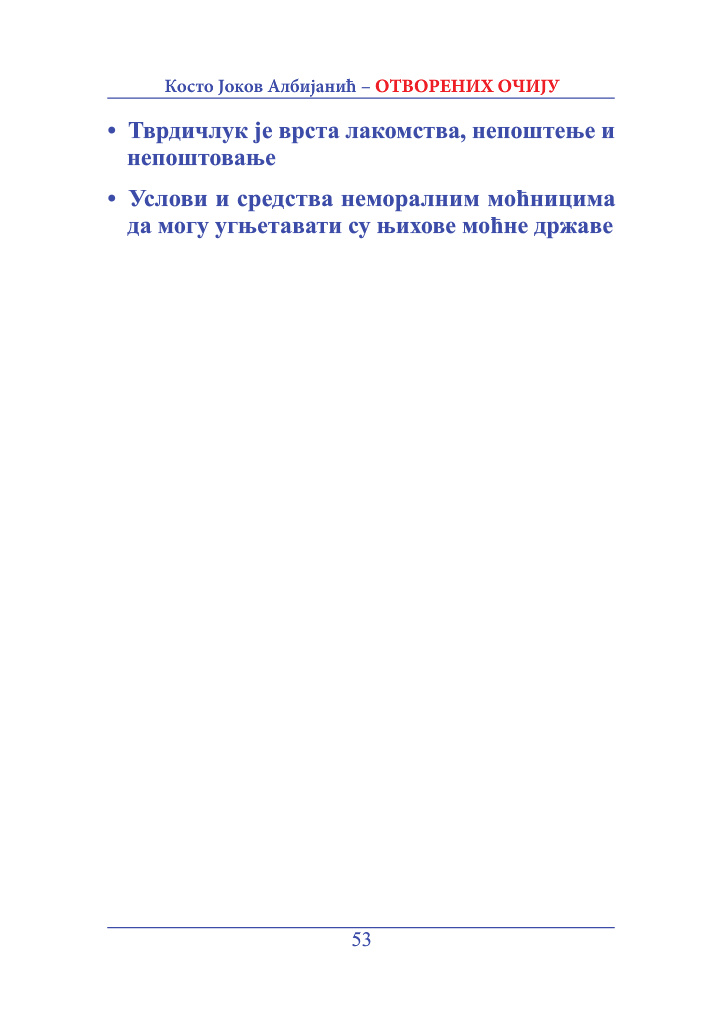 Косто Јоков Албијанић – ОТВОРЕНИХ ОЧИЈУ
• Тврдичлук је врста лакомства, непоштење и
непоштовање
• Услови и средства неморалним моћницима
да могу угњетавати су њихове моћне државе
53